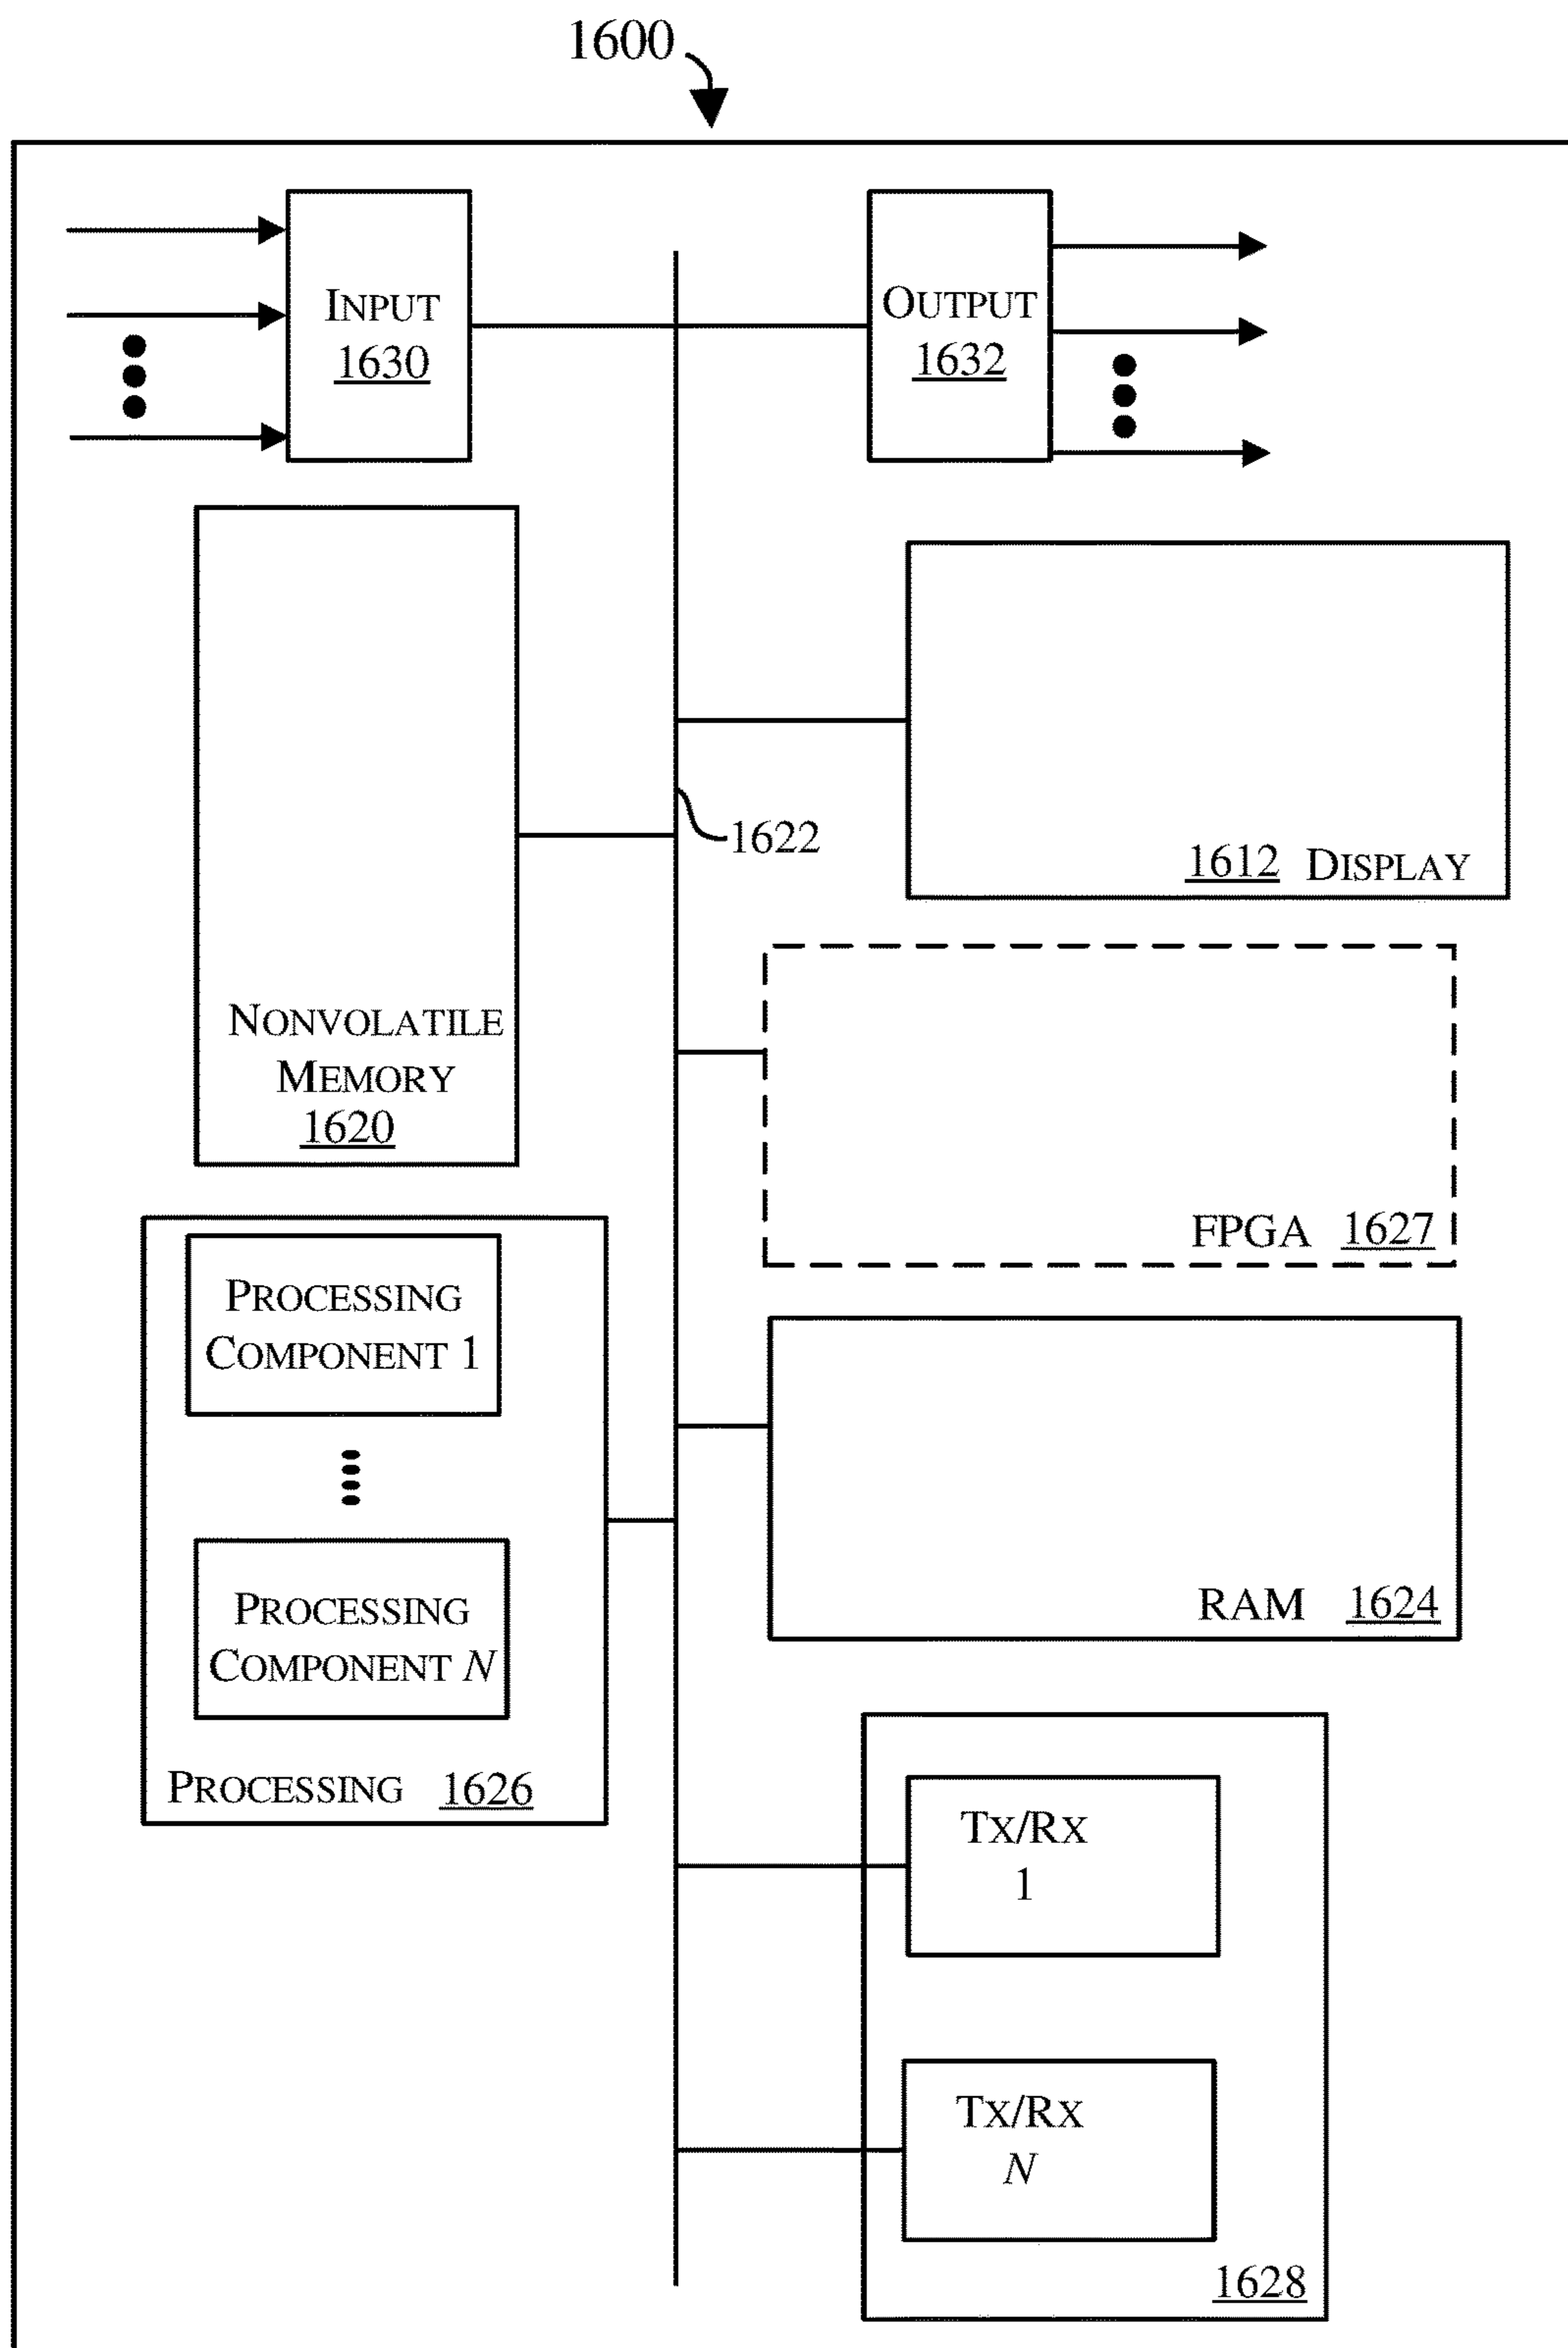 1600
INPUT
1630
OUTPUT
1632
1622
1612 DISPLAY
NONVOLATILE
MEMORY
1620
FPGA 1627
PROCESSING
COMPONENT 1
PROCESSING
COMPONENT N
PROCESSING 1626
RAM 1624
TX/RX
1
TX/RX
N
1628